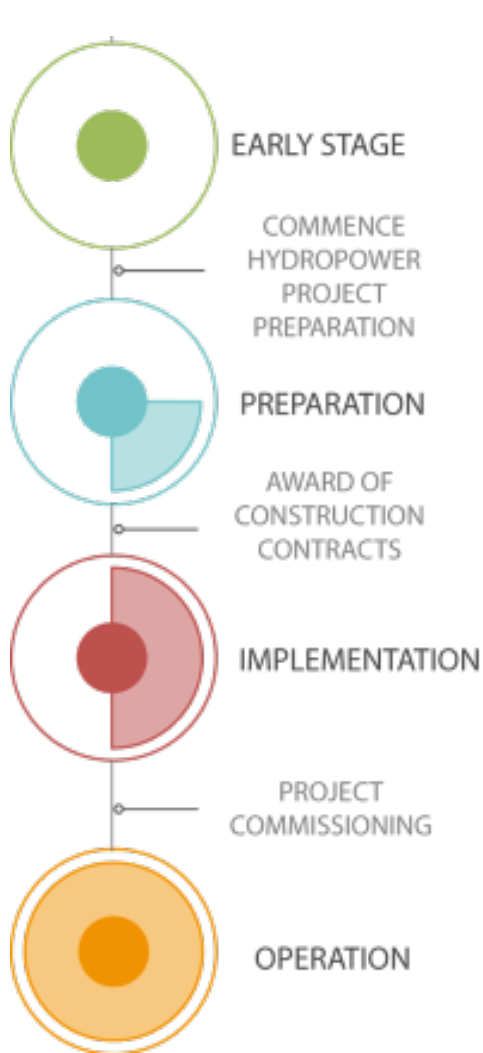 EARLY STAGE
COMMENCE
HYDROPOWER
PROJECT
PREPARATION
PREPARATION
AWARD OF
CONSTRUCTION
CONTRACTS
IMPLEMENTATION
PROJECT
COMMISSIONING
OPERATION